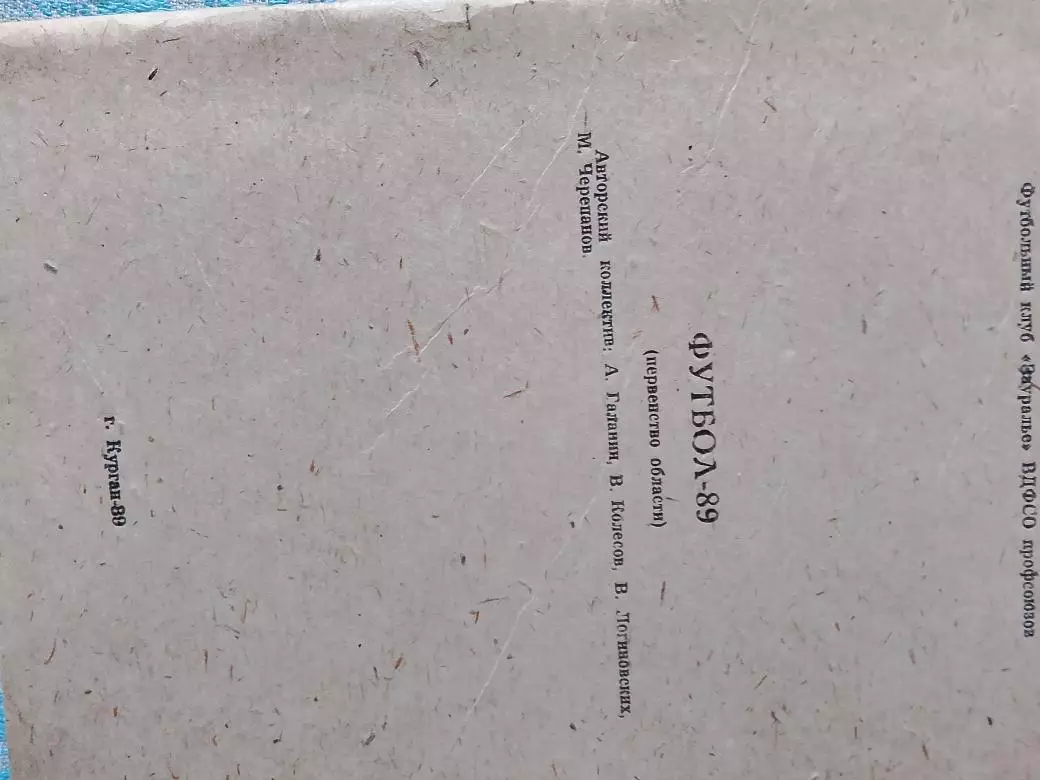 Футбольный клуб «Зауралье» ВДФСО профсоюзов
ФУТБОЛ-89
(первенство области)
Авторский коллектив: А. Галанин, В. Колесов, В. Логиновских,
М. Черепанов.
г. Курган-89